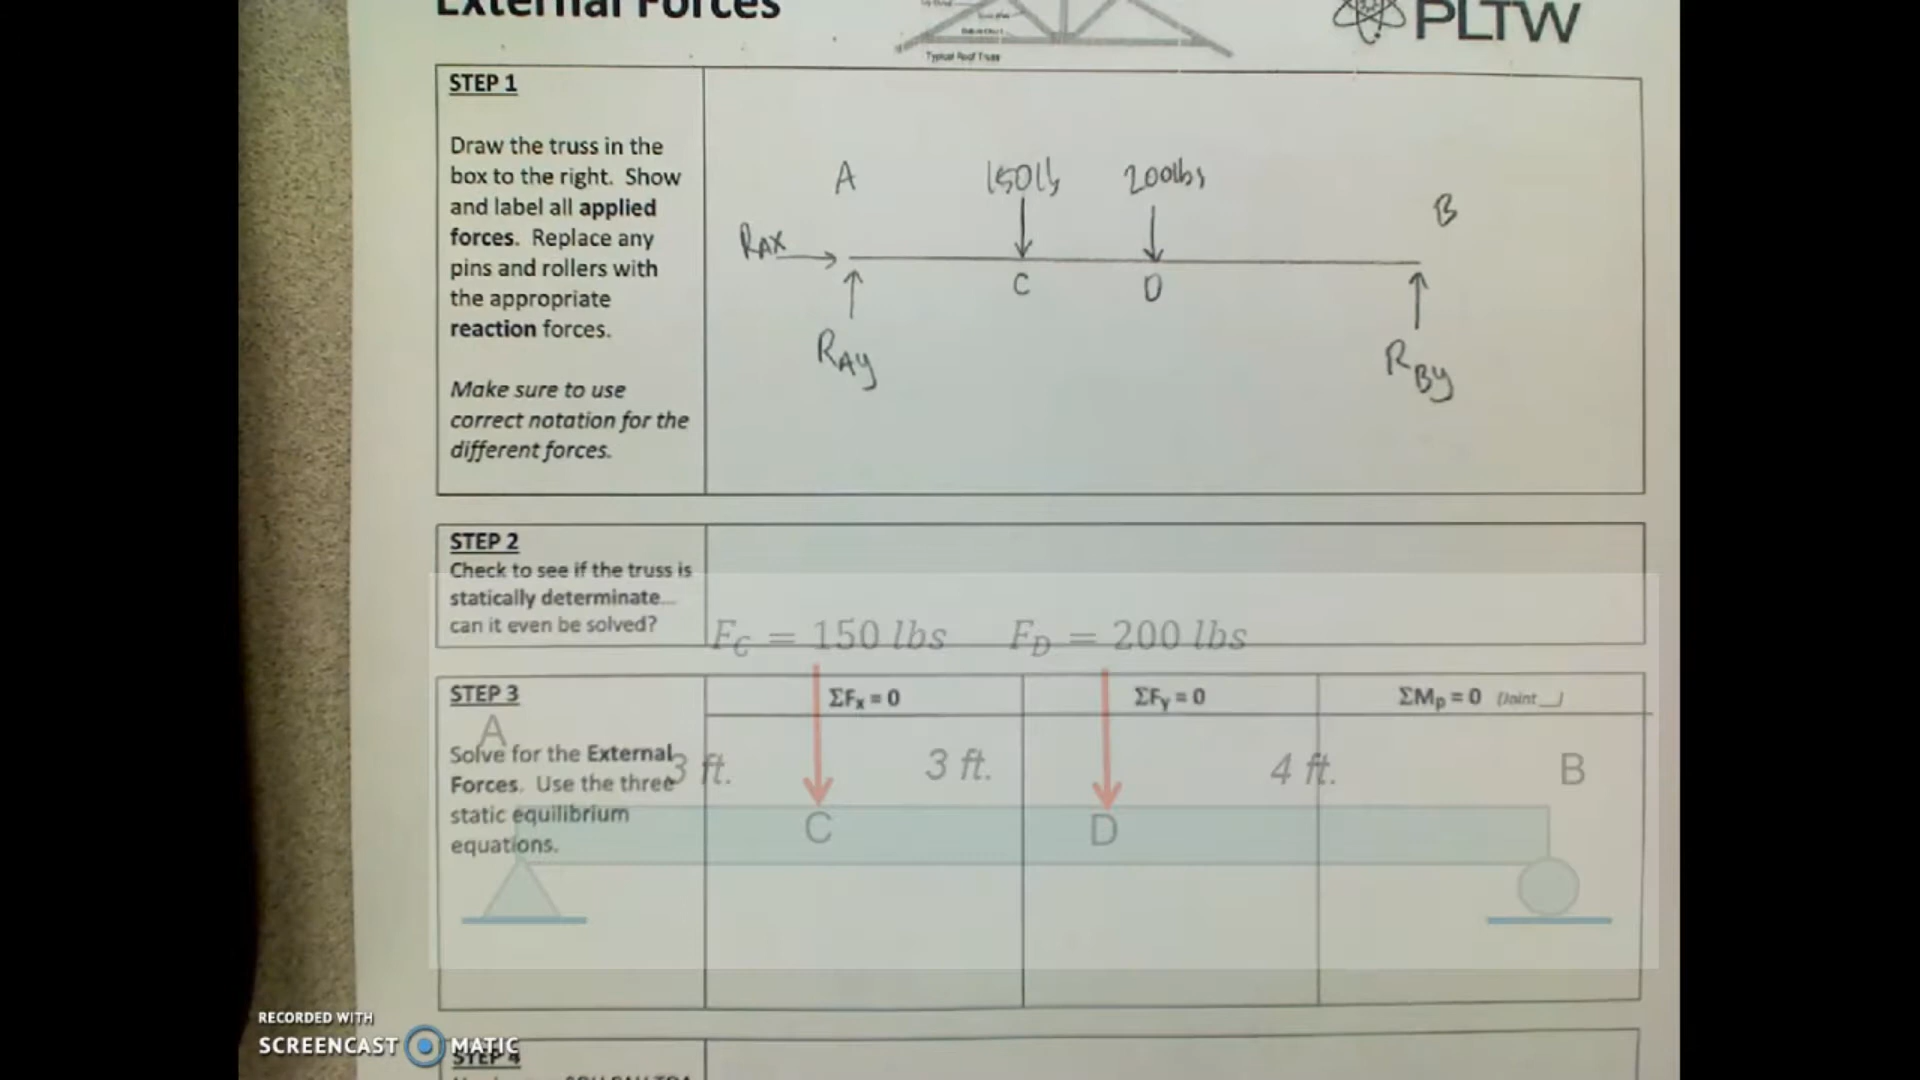 External Forces
PLTW
Typical Roof Truss
STEP 1
Draw the truss in the
box to the right. Show
and label all applied
forces. Replace any
pins and rollers with
the appropriate
reaction forces.
Make sure to use
correct notation for the
different forces.
A
150lb
200lbs
B
RAX
C
D
RAy
RBy
STEP 2
Check to see if the truss is
statically determinate...
can it even be solved?
FC = 150 lbs
FD = 200 lbs
STEP 3
ΣFx = 0
ΣFy = 0
ΣMp = 0 (Joint __)
A
Solve for the External
Forces. Use the three
static equilibrium
equations.
3 ft.
3 ft.
4 ft.
B
C
D
RECORDED WITH
SCREENCAST MATIC
STEP 4